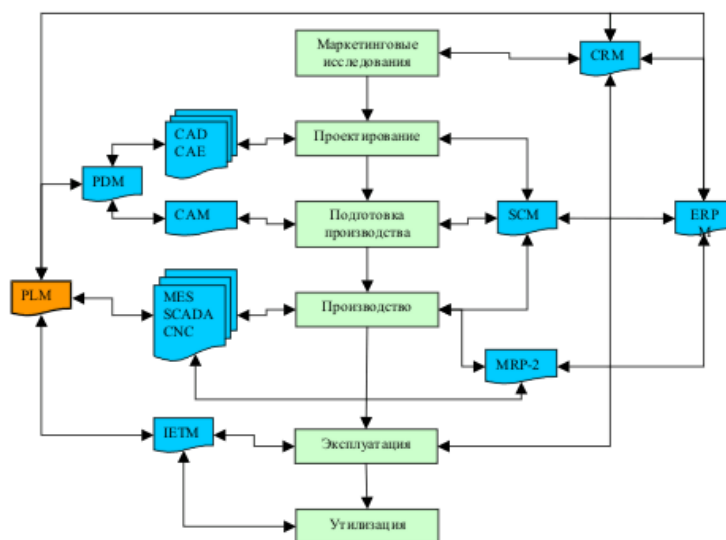 Маркетинговые
исследования
CRM
CAD
CAE
Проектирование
PDM
CAM
Подготовка
производства
SCM
ERP
M
PLM
MES
SCADA
CNC
Производство
MRP-2
IETM
Эксплуатация
Утилизация